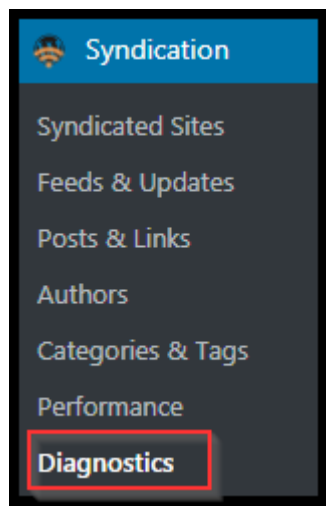 Syndication
Syndicated Sites
Feeds & Updates
Posts & Links
Authors
Categories & Tags
Performance
Diagnostics